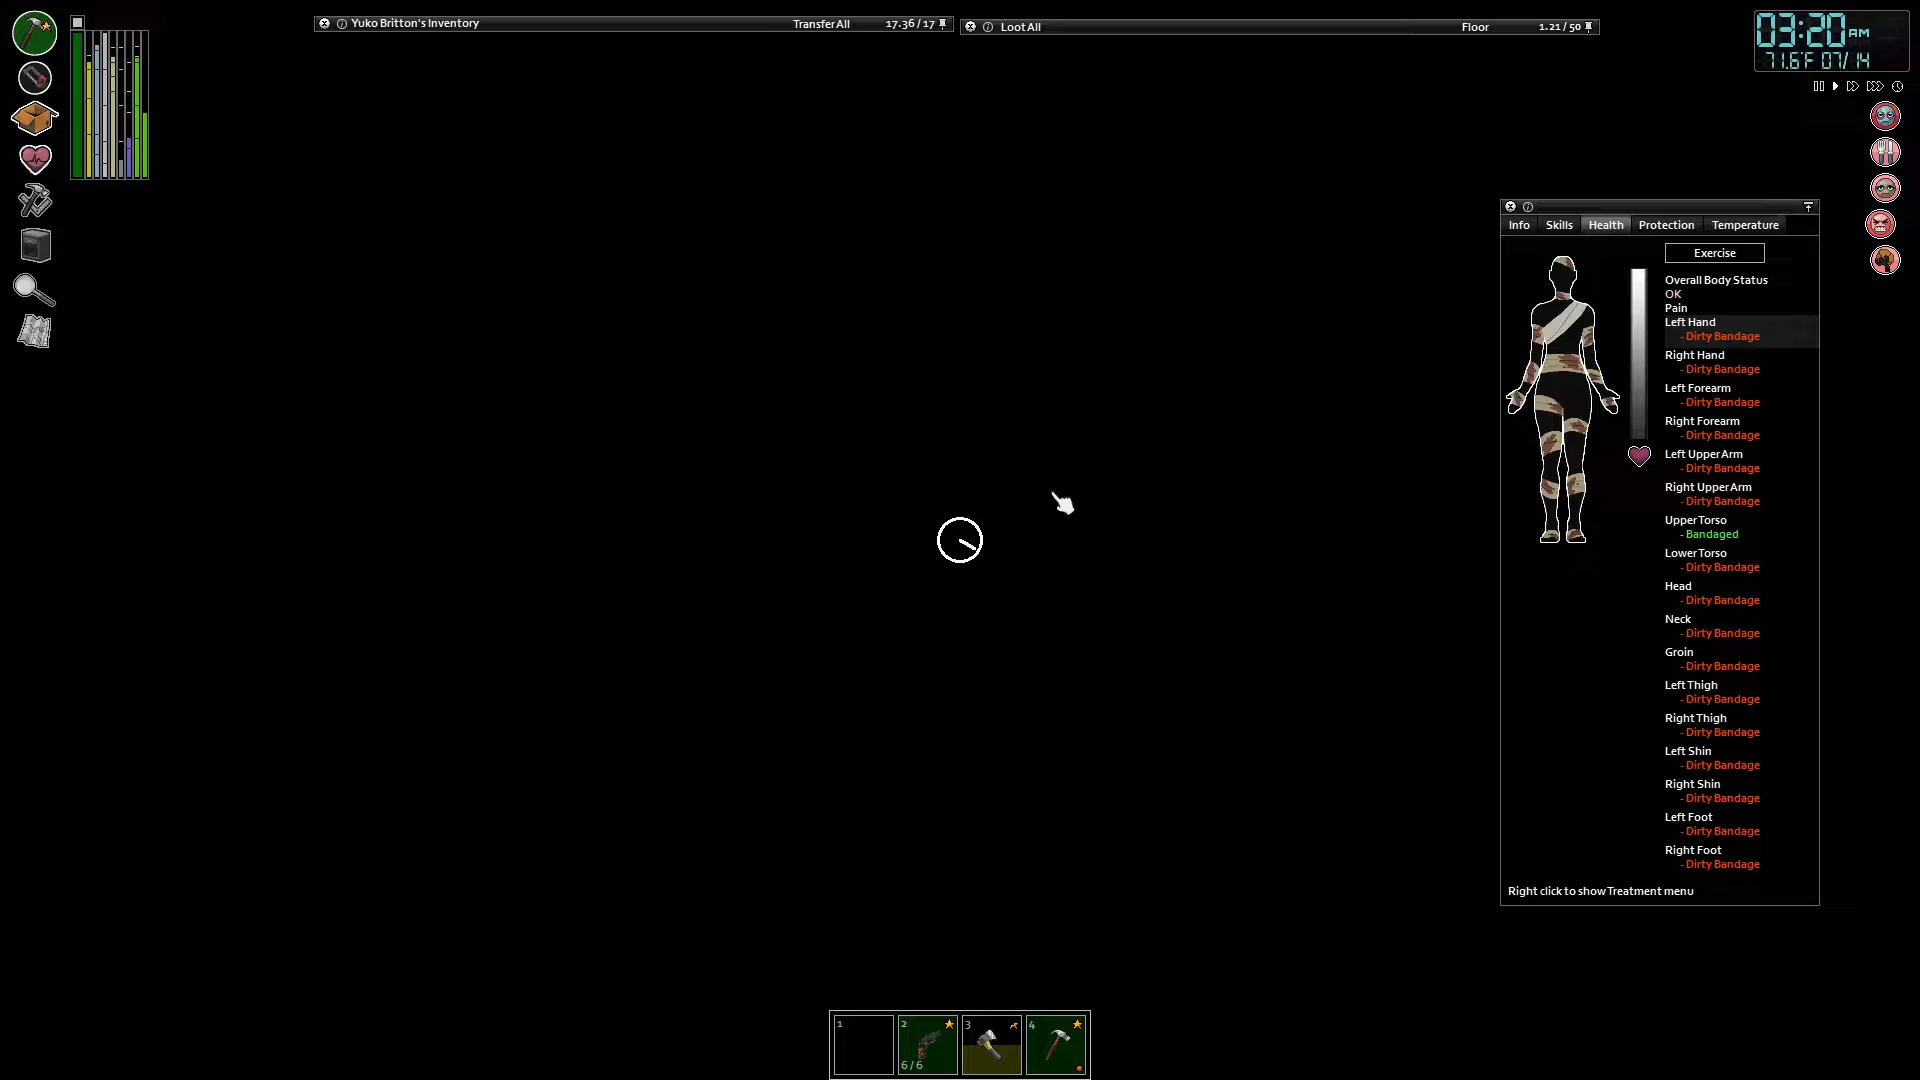 Yuko Britton's Inventory Transfer All 17.36 / 17
Loot All Floor 1.21 / 50
03:20 AM
71.6°F 07/14
Info Skills Health Protection Temperature
Exercise
Overall Body Status
OK
Pain
Left Hand
- Dirty Bandage
Right Hand
- Dirty Bandage
Left Forearm
- Dirty Bandage
Right Forearm
- Dirty Bandage
Left Upper Arm
- Dirty Bandage
Right Upper Arm
- Dirty Bandage
Upper Torso
- Bandaged
Lower Torso
- Dirty Bandage
Head
- Dirty Bandage
Neck
- Dirty Bandage
Groin
- Dirty Bandage
Left Thigh
- Dirty Bandage
Right Thigh
- Dirty Bandage
Left Shin
- Dirty Bandage
Right Shin
- Dirty Bandage
Left Foot
- Dirty Bandage
Right Foot
- Dirty Bandage
Right click to show Treatment menu
1 2 3 4
6 / 6